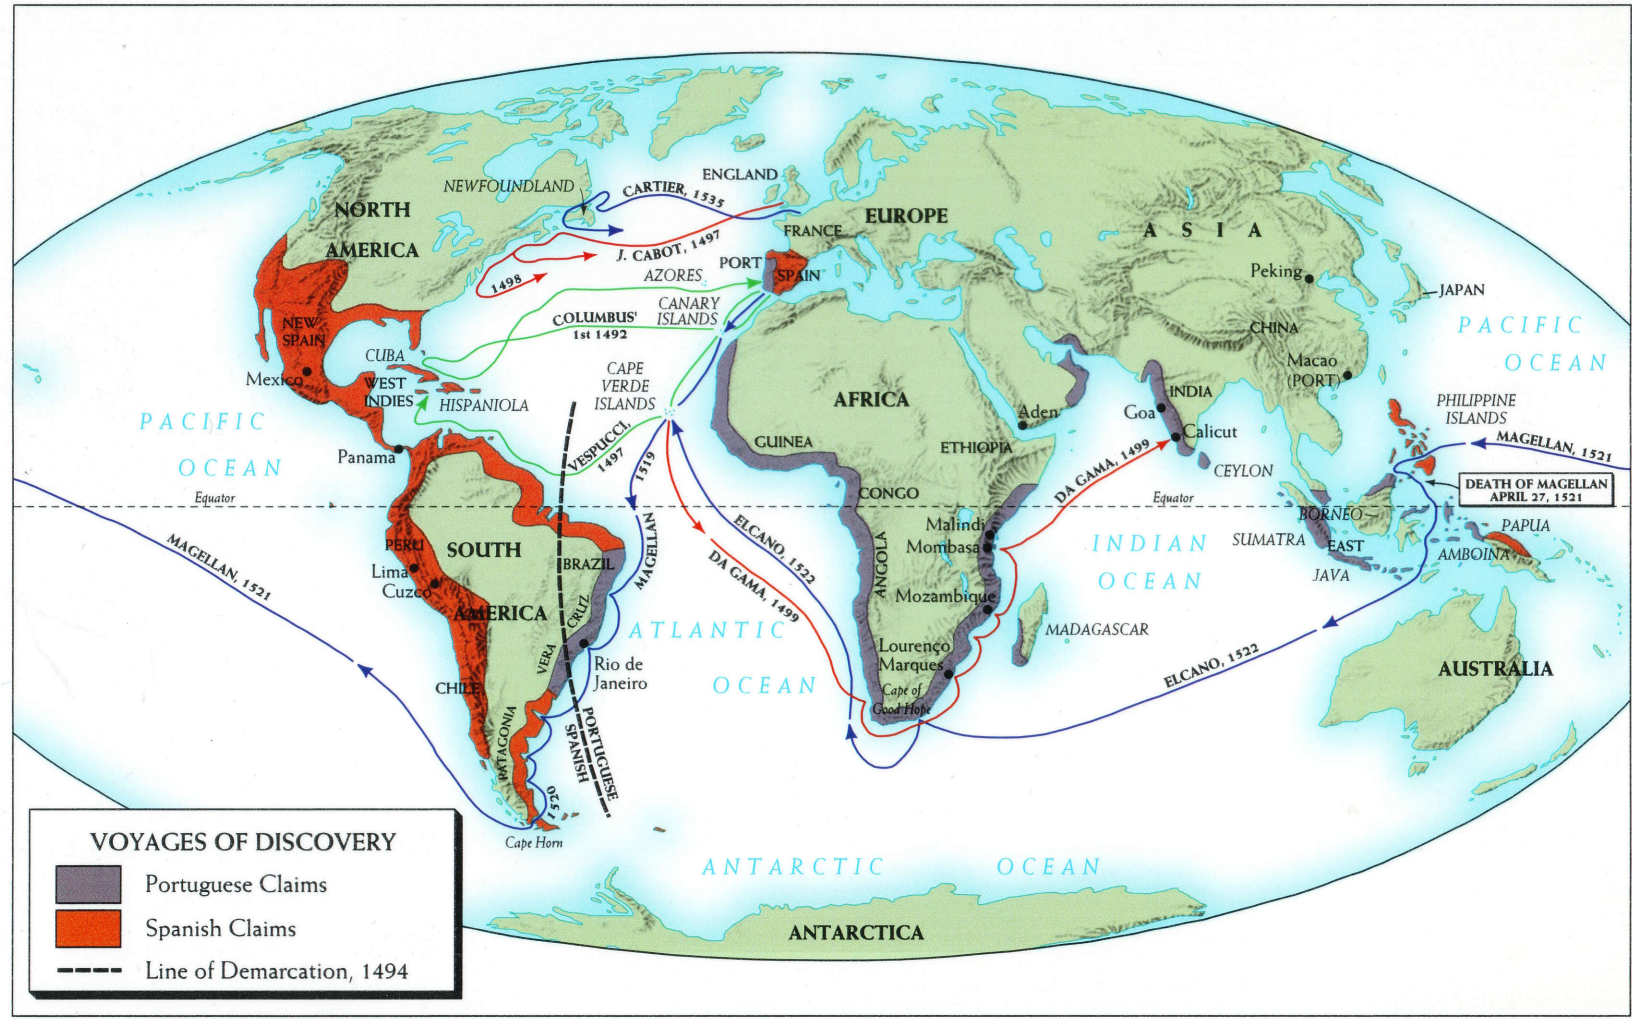 NEWFOUNDLAND
ENGLAND
CARTIER, 1535
NORTH
AMERICA
EUROPE
FRANCE
J. CABOT, 1497
1498
PORT
SPAIN
AZORES
CANARY
ISLANDS
COLUMBUS'
1st 1492
ASIA
Peking
JAPAN
CHINA
PACIFIC
OCEAN
Macao
(PORT)
NEW
SPAIN
CUBA
Mexico
WEST
INDIES
HISPANIOLA
CAPE
VERDE
ISLANDS
AFRICA
INDIA
Goa
Calicut
Aden
PHILIPPINE
ISLANDS
PACIFIC
OCEAN
Panama
VESPUCCI,
1497
GUINEA
ETHIOPIA
CEYLON
MAGELLAN, 1521
DEATH OF MAGELLAN
APRIL 27, 1521
DA GAMA, 1499
Equator
Equator
1519
MAGELLAN
CONGO
Malindi
Mombasa
BORNEO
SUMATRA
EAST
JAVA
PAPUA
AMBOINA
MAGELLAN, 1521
PERU
SOUTH
AMERICA
BRAZIL
Lima
Cuzco
ELCANO, 1522
DA GAMA, 1499
ANGOLA
INDIAN
OCEAN
Mozambique
MADAGASCAR
VERA
CRUZ
ATLANTIC
OCEAN
Rio de
Janeiro
Lourenço
Marques
Cape of
Good Hope
ELCANO, 1522
AUSTRALIA
CHILE
PATAGONIA
SPANISH
PORTUGUESE
1520
Cape Horn
ANTARCTIC OCEAN
ANTARCTICA
VOYAGES OF DISCOVERY
Portuguese Claims
Spanish Claims
Line of Demarcation, 1494